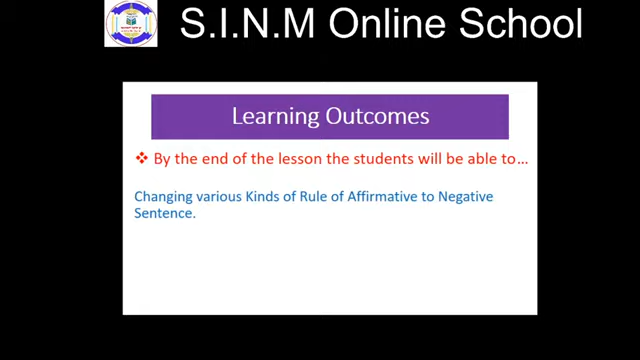 S.I.N.M Online School
Learning Outcomes
❖ By the end of the lesson the students will be able to…
Changing various Kinds of Rule of Affirmative to Negative
Sentence.